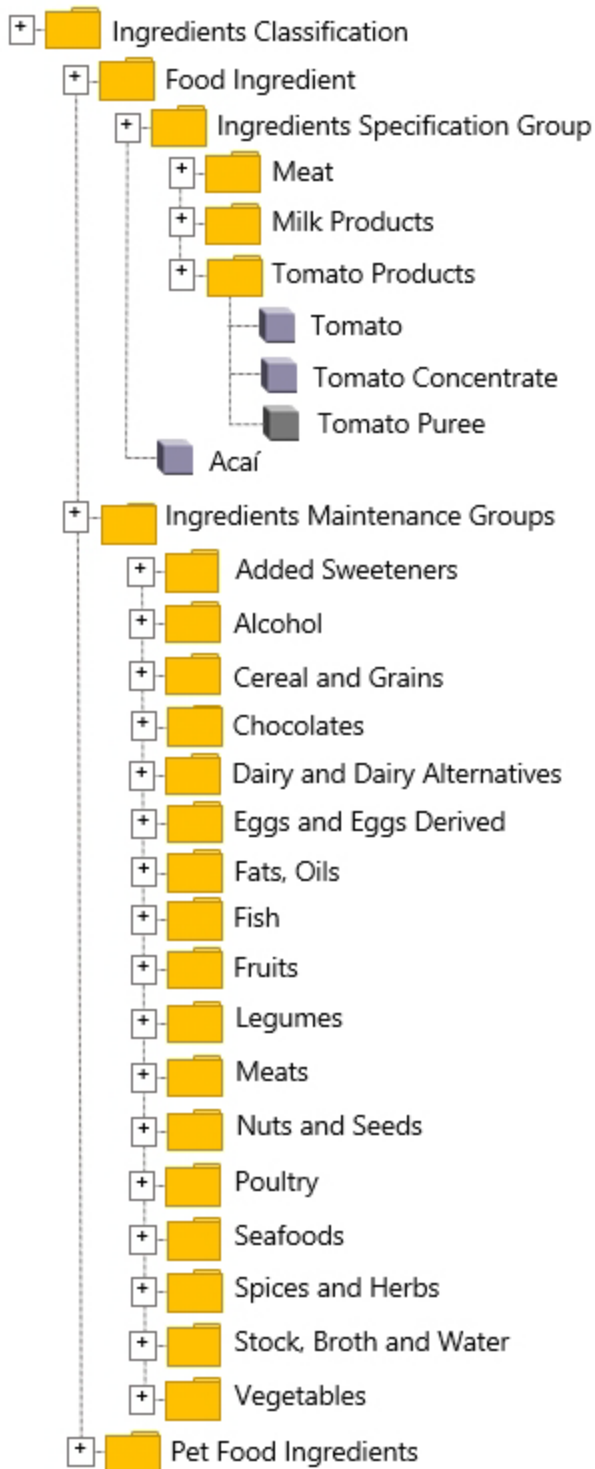 Ingredients Classification
Food Ingredient
Ingredients Specification Group
Meat
Milk Products
Tomato Products
Tomato
Tomato Concentrate
Tomato Puree
Acaí
Ingredients Maintenance Groups
Added Sweeteners
Alcohol
Cereal and Grains
Chocolates
Dairy and Dairy Alternatives
Eggs and Eggs Derived
Fats, Oils
Fish
Fruits
Legumes
Meats
Nuts and Seeds
Poultry
Seafoods
Spices and Herbs
Stock, Broth and Water
Vegetables
Pet Food Ingredients